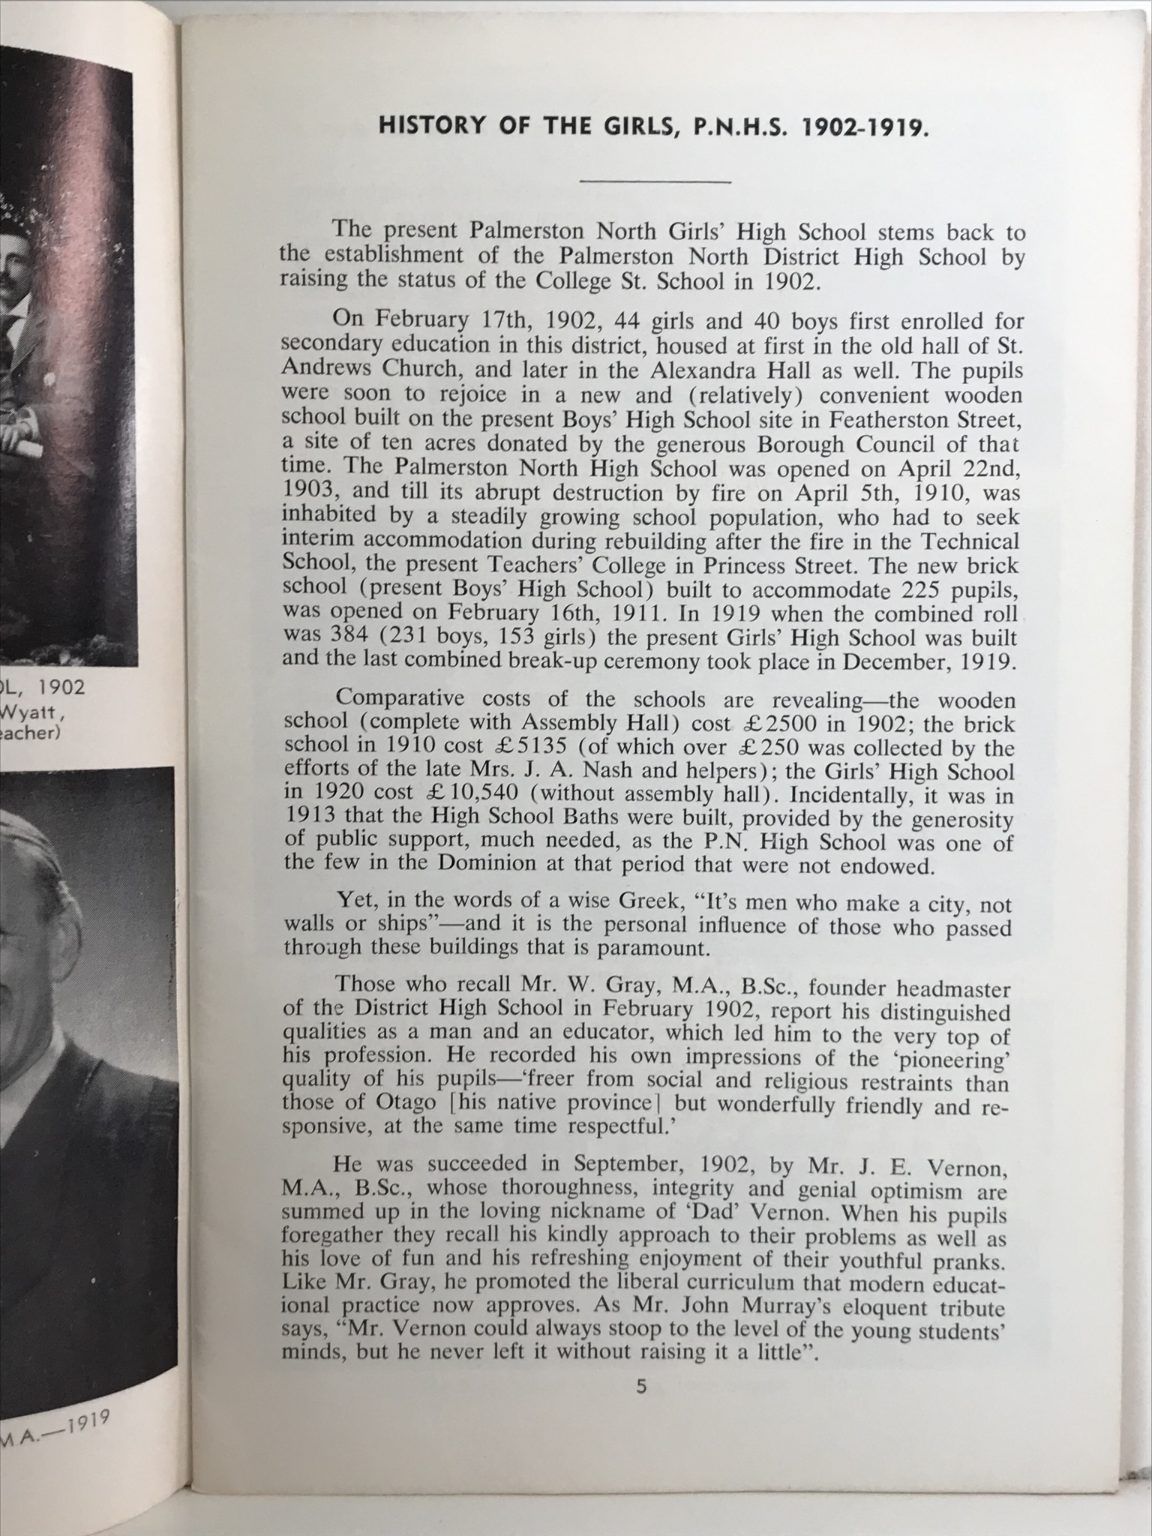 OL, 1902
Wyatt,
eacher)
M.A.—1919
HISTORY OF THE GIRLS, P.N.H.S. 1902-1919.
The present Palmerston North Girls' High School stems back to
the establishment of the Palmerston North District High School by
raising the status of the College St. School in 1902.
On February 17th, 1902, 44 girls and 40 boys first enrolled for
secondary education in this district, housed at first in the old hall of St.
Andrews Church, and later in the Alexandra Hall as well. The pupils
were soon to rejoice in a new and (relatively) convenient wooden
school built on the present Boys' High School site in Featherston Street,
a site of ten acres donated by the generous Borough Council of that
time. The Palmerston North High School was opened on April 22nd,
1903, and till its abrupt destruction by fire on April 5th, 1910, was
inhabited by a steadily growing school population, who had to seek
interim accommodation during rebuilding after the fire in the Technical
School, the present Teachers' College in Princess Street. The new brick
school (present Boys' High School) built to accommodate 225 pupils,
was opened on February 16th, 1911. In 1919 when the combined roll
was 384 (231 boys, 153 girls) the present Girls' High School was built
and the last combined break-up ceremony took place in December, 1919.
Comparative costs of the schools are revealing—the wooden
school (complete with Assembly Hall) cost £2500 in 1902; the brick
school in 1910 cost £5135 (of which over £250 was collected by the
efforts of the late Mrs. J. A. Nash and helpers); the Girls' High School
in 1920 cost £10,540 (without assembly hall). Incidentally, it was in
1913 that the High School Baths were built, provided by the generosity
of public support, much needed, as the P.N. High School was one of
the few in the Dominion at that period that were not endowed.
Yet, in the words of a wise Greek, "It's men who make a city, not
walls or ships"—and it is the personal influence of those who passed
through these buildings that is paramount.
Those who recall Mr. W. Gray, M.A., B.Sc., founder headmaster
of the District High School in February 1902, report his distinguished
qualities as a man and an educator, which led him to the very top of
his profession. He recorded his own impressions of the 'pioneering'
quality of his pupils—'freer from social and religious restraints than
those of Otago [his native province] but wonderfully friendly and re-
sponsive, at the same time respectful.'
He was succeeded in September, 1902, by Mr. J. E. Vernon,
M.A., B.Sc., whose thoroughness, integrity and genial optimism are
summed up in the loving nickname of 'Dad' Vernon. When his pupils
foregather they recall his kindly approach to their problems as well as
his love of fun and his refreshing enjoyment of their youthful pranks.
Like Mr. Gray, he promoted the liberal curriculum that modern educat-
ional practice now approves. As Mr. John Murray's eloquent tribute
says, "Mr. Vernon could always stoop to the level of the young students'
minds, but he never left it without raising it a little".
5